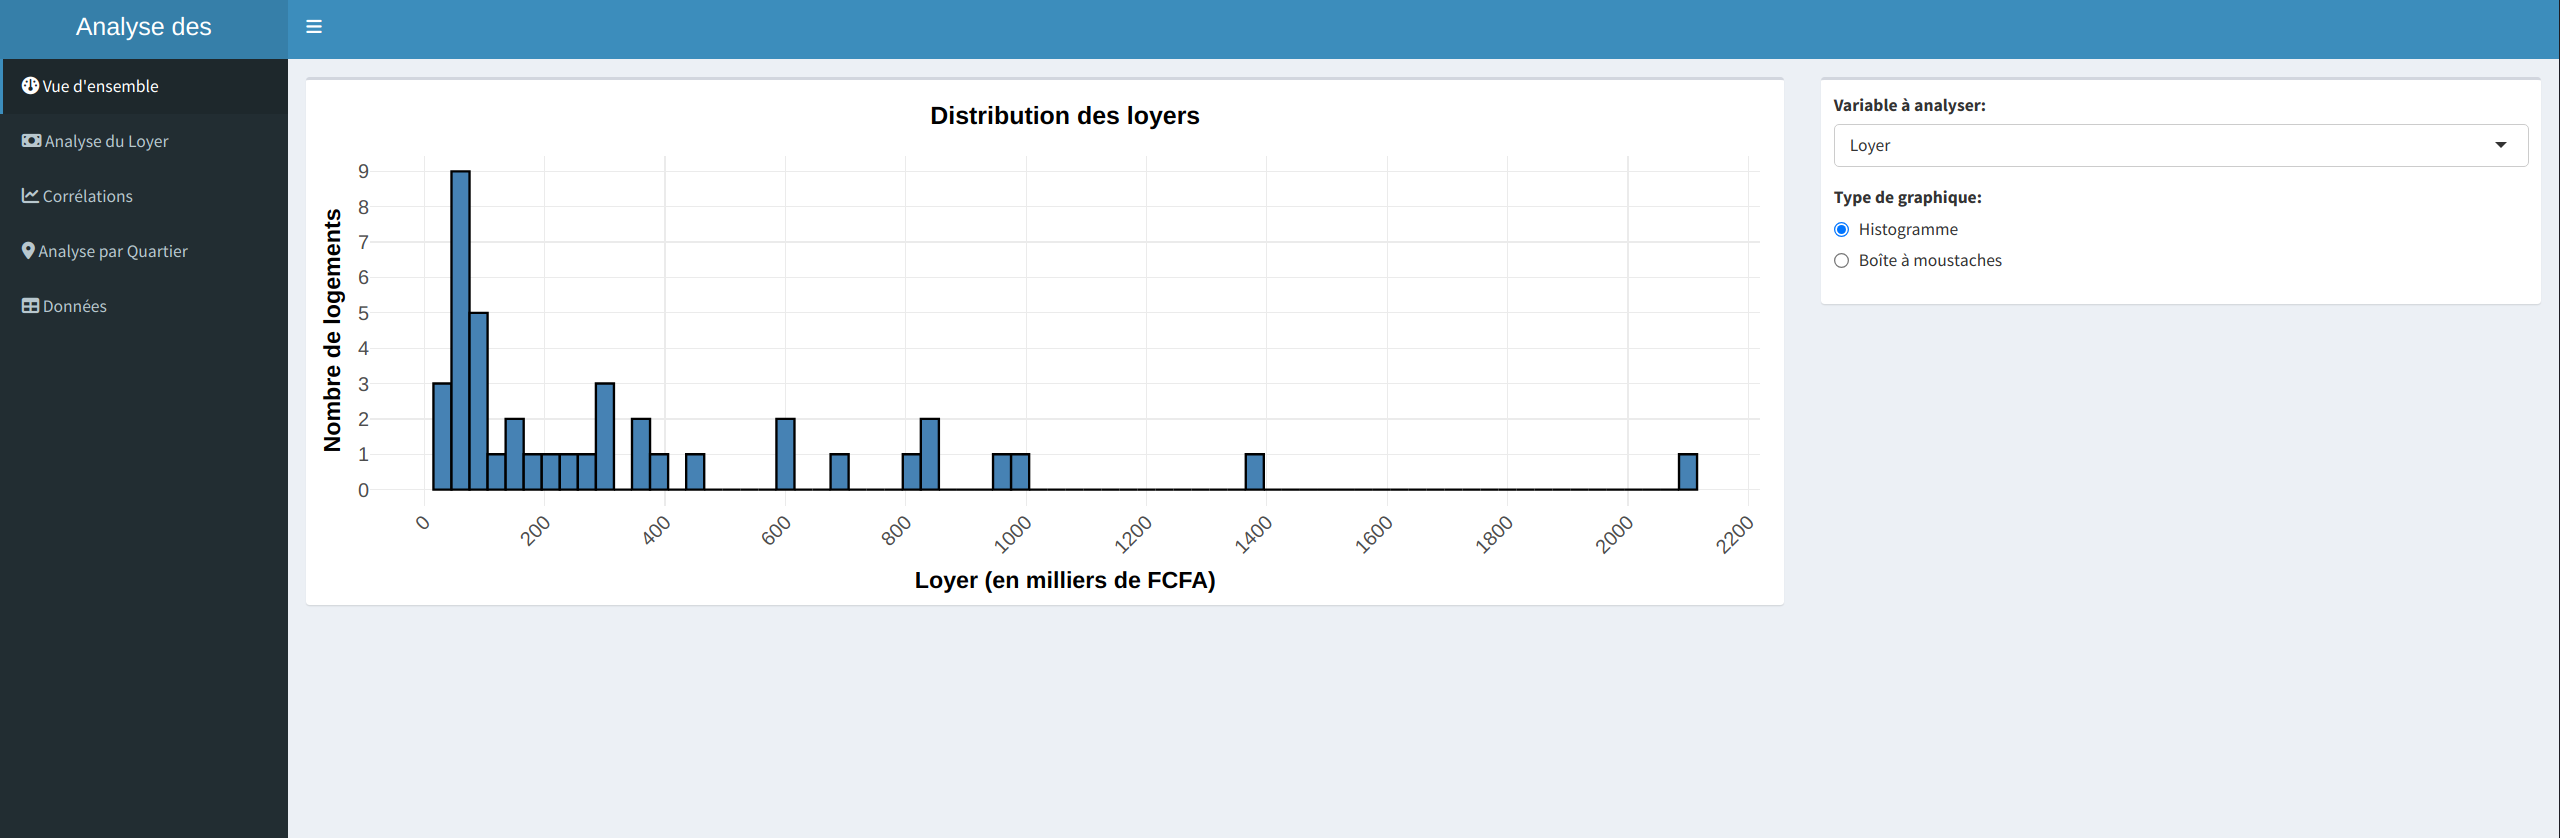 Analyse des
Vue d'ensemble
Analyse du Loyer
Corrélations
Analyse par Quartier
Données
Distribution des loyers
Nombre de logements
9
8
7
6
5
4
3
2
1
0
0 200 400 600 800 1000 1200 1400 1600 1800 2000 2200
Loyer (en milliers de FCFA)
Variable à analyser:
Loyer
Type de graphique:
Histogramme
Boîte à moustaches